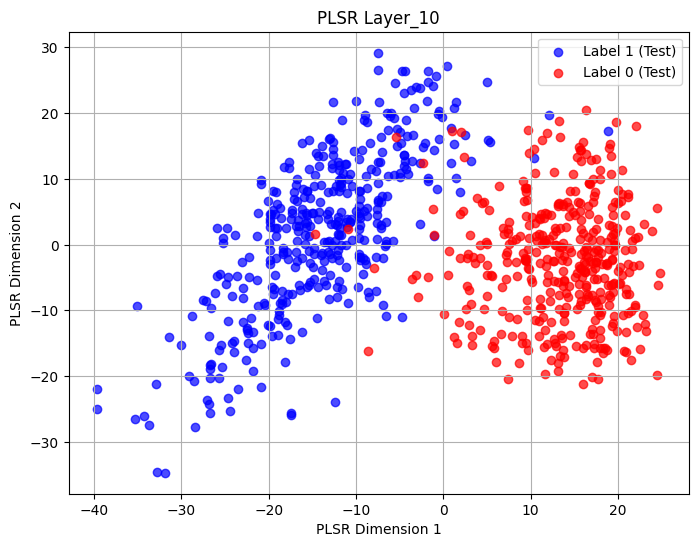 PLSR Layer_10
Label 1 (Test)
Label 0 (Test)
30
20
10
0
−10
−20
−30
PLSR Dimension 2
−40
−30
−20
−10
0
10
20
PLSR Dimension 1